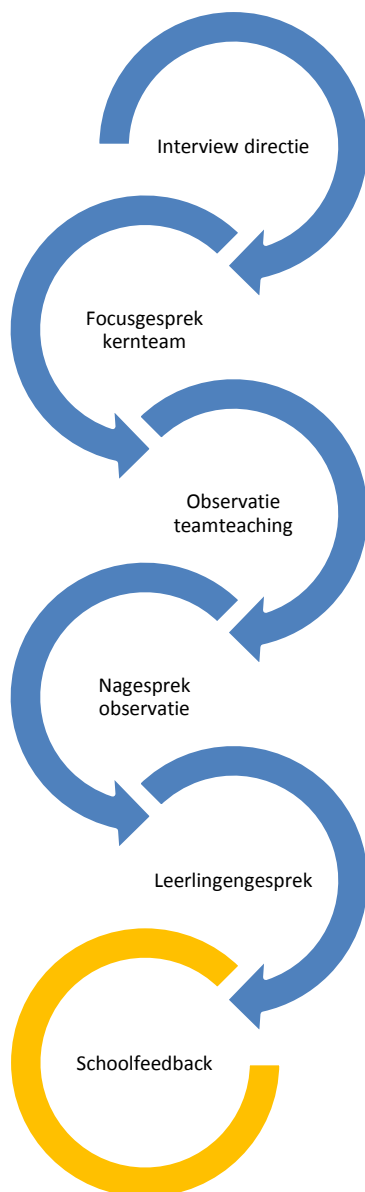 Interview directie
Focusgesprek
kernteam
Observatie
teamteaching
Nagesprek
observatie
Leerlingengesprek
Schoolfeedback